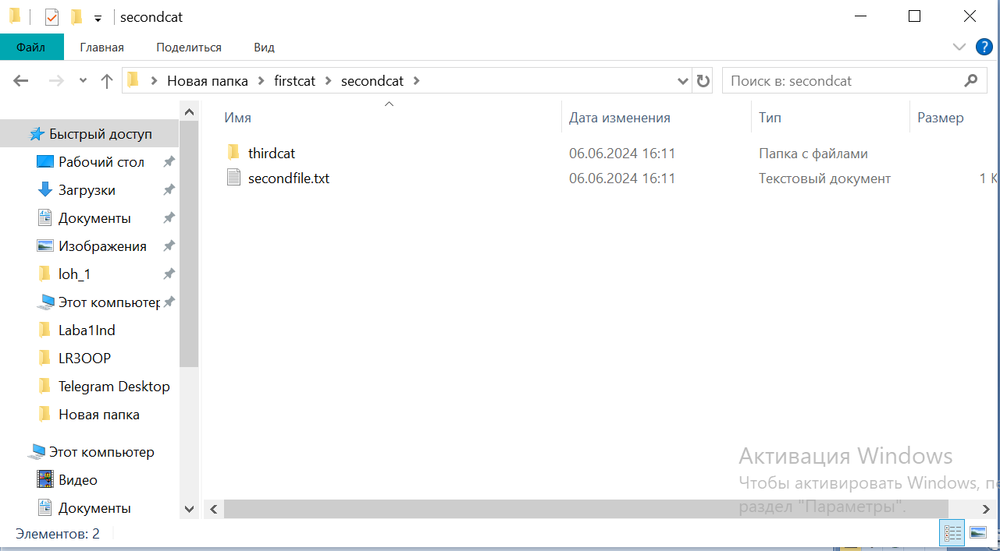 secondcat
Файл Главная Поделиться Вид
Новая папка firstcat secondcat Поиск в: secondcat
Имя Дата изменения Тип Размер
thirdcat 06.06.2024 16:11 Папка с файлами
secondfile.txt 06.06.2024 16:11 Текстовый документ 1
Быстрый доступ
Рабочий стол
Загрузки
Документы
Изображения
loh_1
Этот компьютер
Laba1Ind
LR3OOP
Telegram Desktop
Новая папка
Этот компьютер
Видео
Документы
Активация Windows
Чтобы активировать Windows,
раздел "Параметры".
Элементов: 2